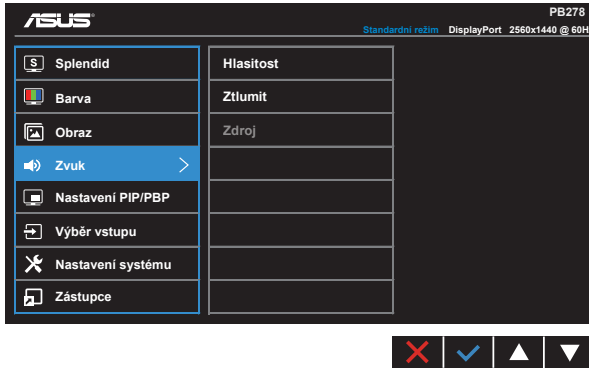 ASUS
PB278
Standardní režim DisplayPort 2560x1440 @ 60H
S Splendid
Barva
Obraz
Zvuk
Nastavení PIP/PBP
Výběr vstupu
Nastavení systému
Zástupce
Hlasitost
Ztlumit
Zdroj